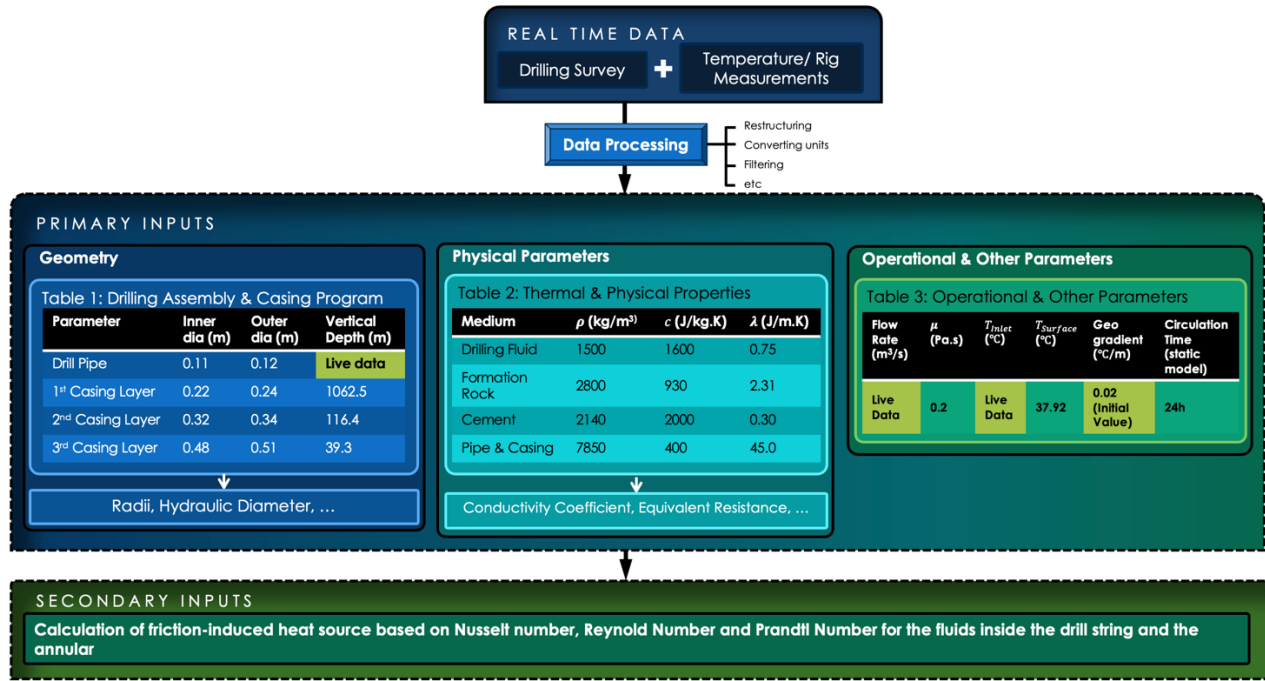 REAL TIME DATA
Drilling Survey + Temperature/ Rig
Measurements
Data Processing
Restructuring
Converting units
Filtering
etc
PRIMARY INPUTS
Geometry
Table 1: Drilling Assembly & Casing Program
Parameter Inner dia (m) Outer dia (m) Vertical Depth (m)
Drill Pipe 0.11 0.12 Live data
1st Casing Layer 0.22 0.24 1062.5
2nd Casing Layer 0.32 0.34 116.4
3rd Casing Layer 0.48 0.51 39.3
Radii, Hydraulic Diameter, ...
Physical Parameters
Table 2: Thermal & Physical Properties
Medium ρ (kg/m³) c (J/kg.K) λ (J/m.K)
Drilling Fluid 1500 1600 0.75
Formation Rock 2800 930 2.31
Cement 2140 2000 0.30
Pipe & Casing 7850 400 45.0
Conductivity Coefficient, Equivalent Resistance, ...
Operational & Other Parameters
Table 3: Operational & Other Parameters
Flow Rate (m³/s) μ (Pa.s) T_Inlet (℃) T_Surface (℃) Geo gradient (℃/m) Circulation Time (static model)
Live Data 0.2 Live Data 37.92 0.02 (Initial Value) 24h
SECONDARY INPUTS
Calculation of friction-induced heat source based on Nusselt number, Reynold Number and Prandtl Number for the fluids inside the drill string and the
annular